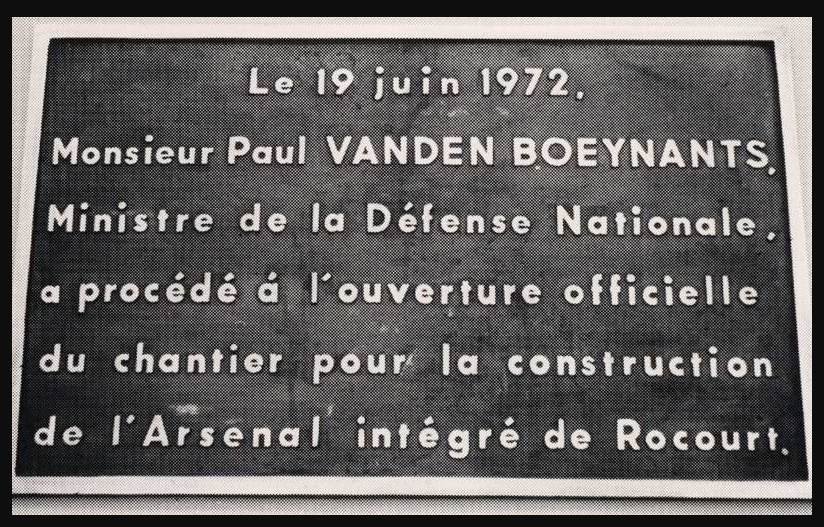 Le 19 juin 1972,
Monsieur Paul VANDEN BOEYNANTS,
Ministre de la Défense Nationale,
a procédé á l'ouverture officielle
du chantier pour la construction
de l'Arsenal intégré de Rocourt.